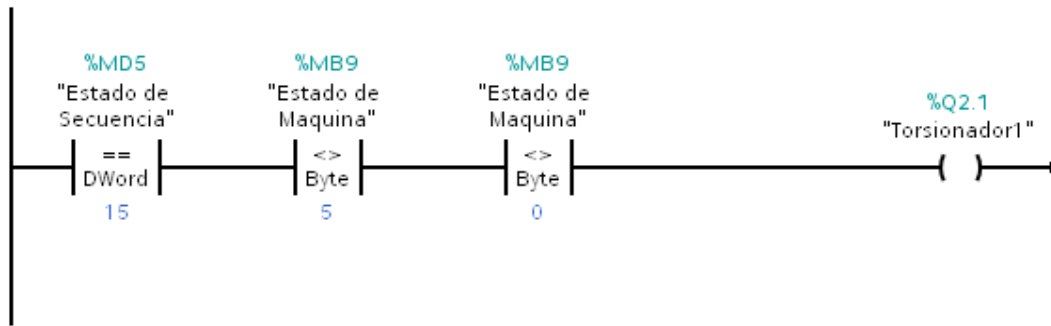 %MD5
"Estado de
Secuencia"
==
DWord
15
%MB9
"Estado de
Maquina"
<>
Byte
5
%MB9
"Estado de
Maquina"
<>
Byte
0
%Q2.1
"Torsionador1"
( )